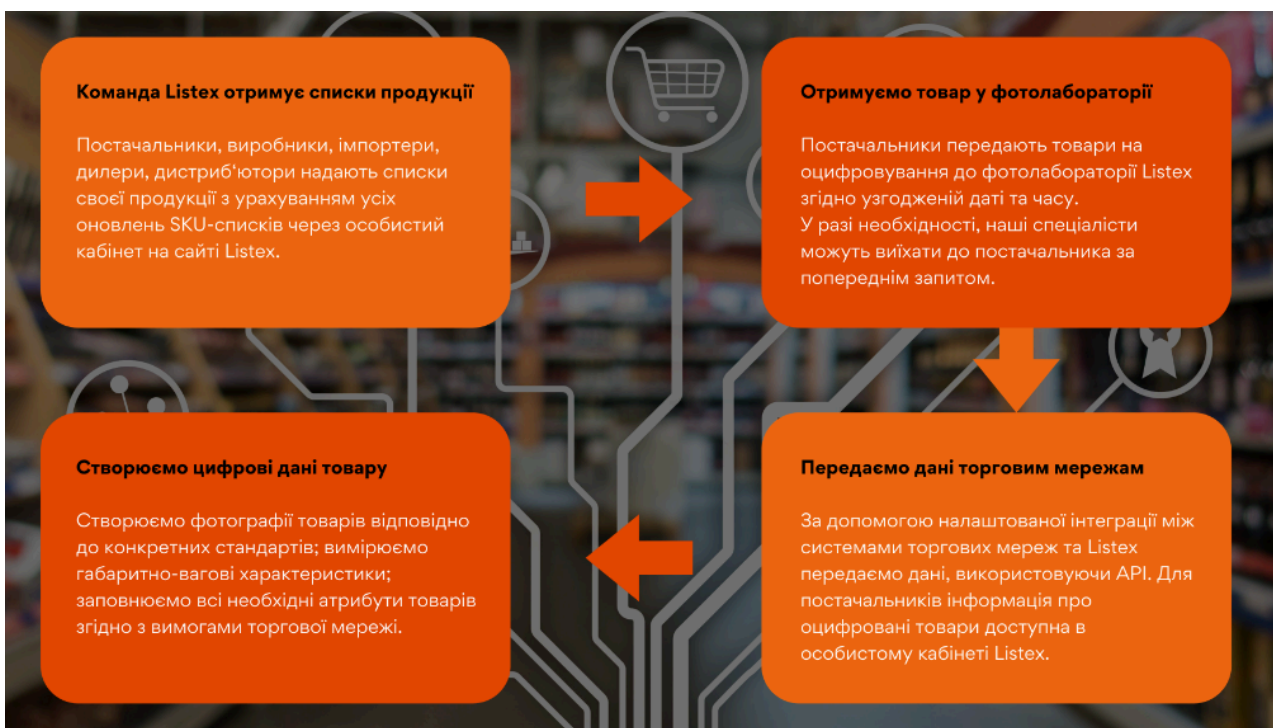 Команда Listex отримує списки продукції
Постачальники, виробники, імпортери,
дилери, дистриб‘ютори надають списки
своєї продукції з урахуванням усіх
оновлень SKU-списків через особистий
кабінет на сайті Listex.
Отримуємо товар у фотолабораторії
Постачальники передають товари на
оцифровування до фотолабораторії Listex
згідно узгодженій даті та часу.
У разі необхідності, наші спеціалісти
можуть виїхати до постачальника за
попереднім запитом.
Передаємо дані торговим мережам
За допомогою налаштованої інтеграції між
системами торгових мереж та Listex
передаємо дані, використовуючи API. Для
постачальників інформація про
оцифровані товари доступна в
особистому кабінеті Listex.
Створюємо цифрові дані товару
Створюємо фотографії товарів відповідно
до конкретних стандартів; вимірюємо
габаритно-вагові характеристики;
заповнюємо всі необхідні атрибути товарів
згідно з вимогами торгової мережі.